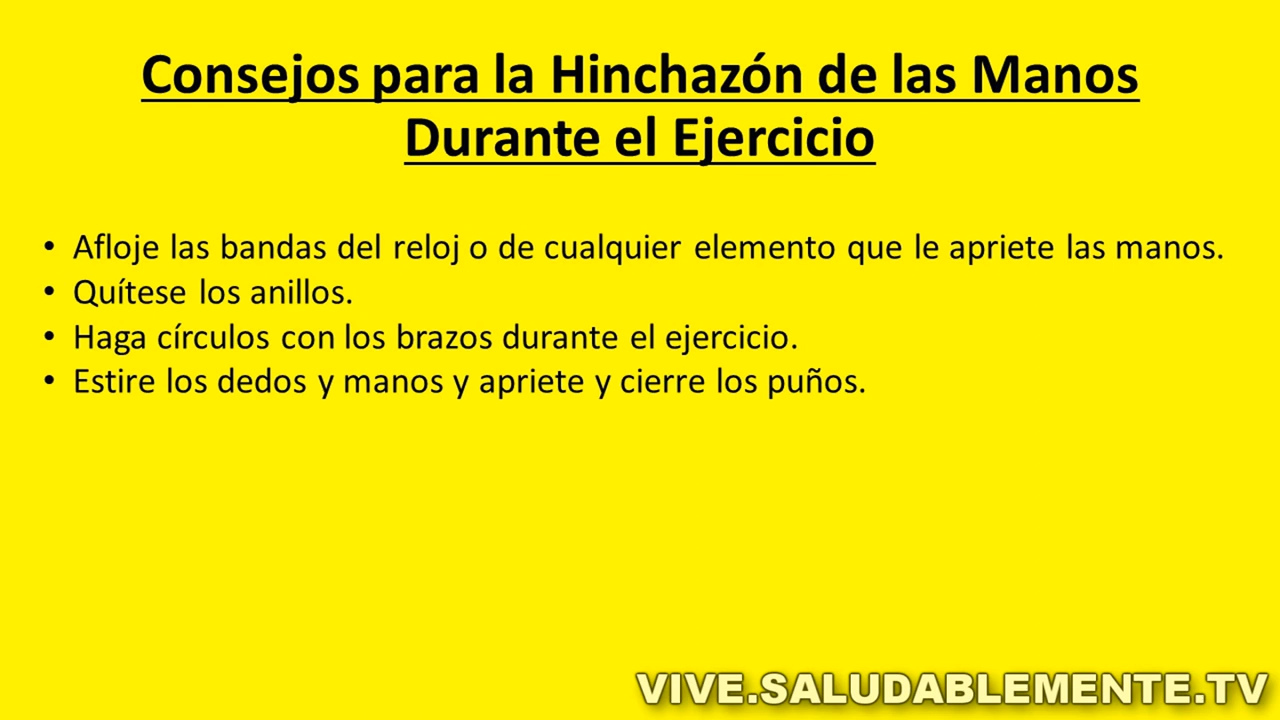 Consejos para la Hinchazón de las Manos
Durante el Ejercicio
• Afloje las bandas del reloj o de cualquier elemento que le apriete las manos.
• Quítese los anillos.
• Haga círculos con los brazos durante el ejercicio.
• Estire los dedos y manos y apriete y cierre los puños.
VIVE.SALUDABLEMENTE.TV